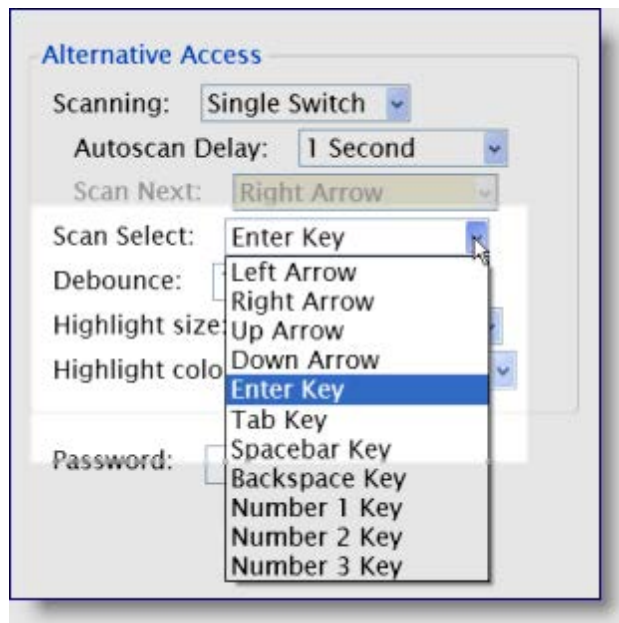 Alternative Access
Scanning: Single Switch
Autoscan Delay: 1 Second
Scan Next: Right Arrow
Scan Select: Enter Key
Debounce:
Highlight size:
Highlight colo
Password:
Left Arrow
Right Arrow
Up Arrow
Down Arrow
Enter Key
Tab Key
Spacebar Key
Backspace Key
Number 1 Key
Number 2 Key
Number 3 Key